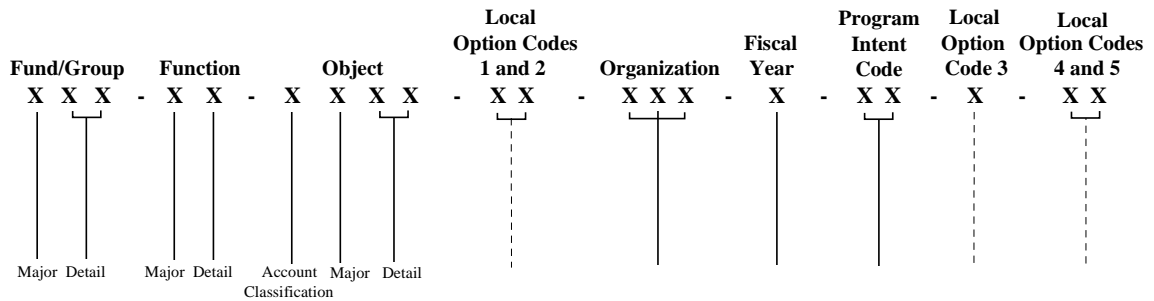 Local Program Local Local
Option Codes Fiscal Intent Option Option Codes
Fund/Group Function Object 1 and 2 Organization Year Code Code 3 4 and 5
X X X - X X - X X X X - X X - X X X - X - X X - X - X X
Major Detail Major Detail Account Major Detail
Classification